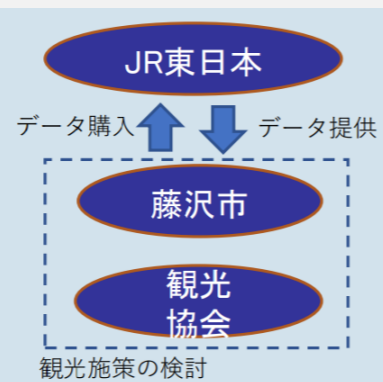 JR東日本
データ購入
データ提供
藤沢市
観光
協会
観光施策の検討